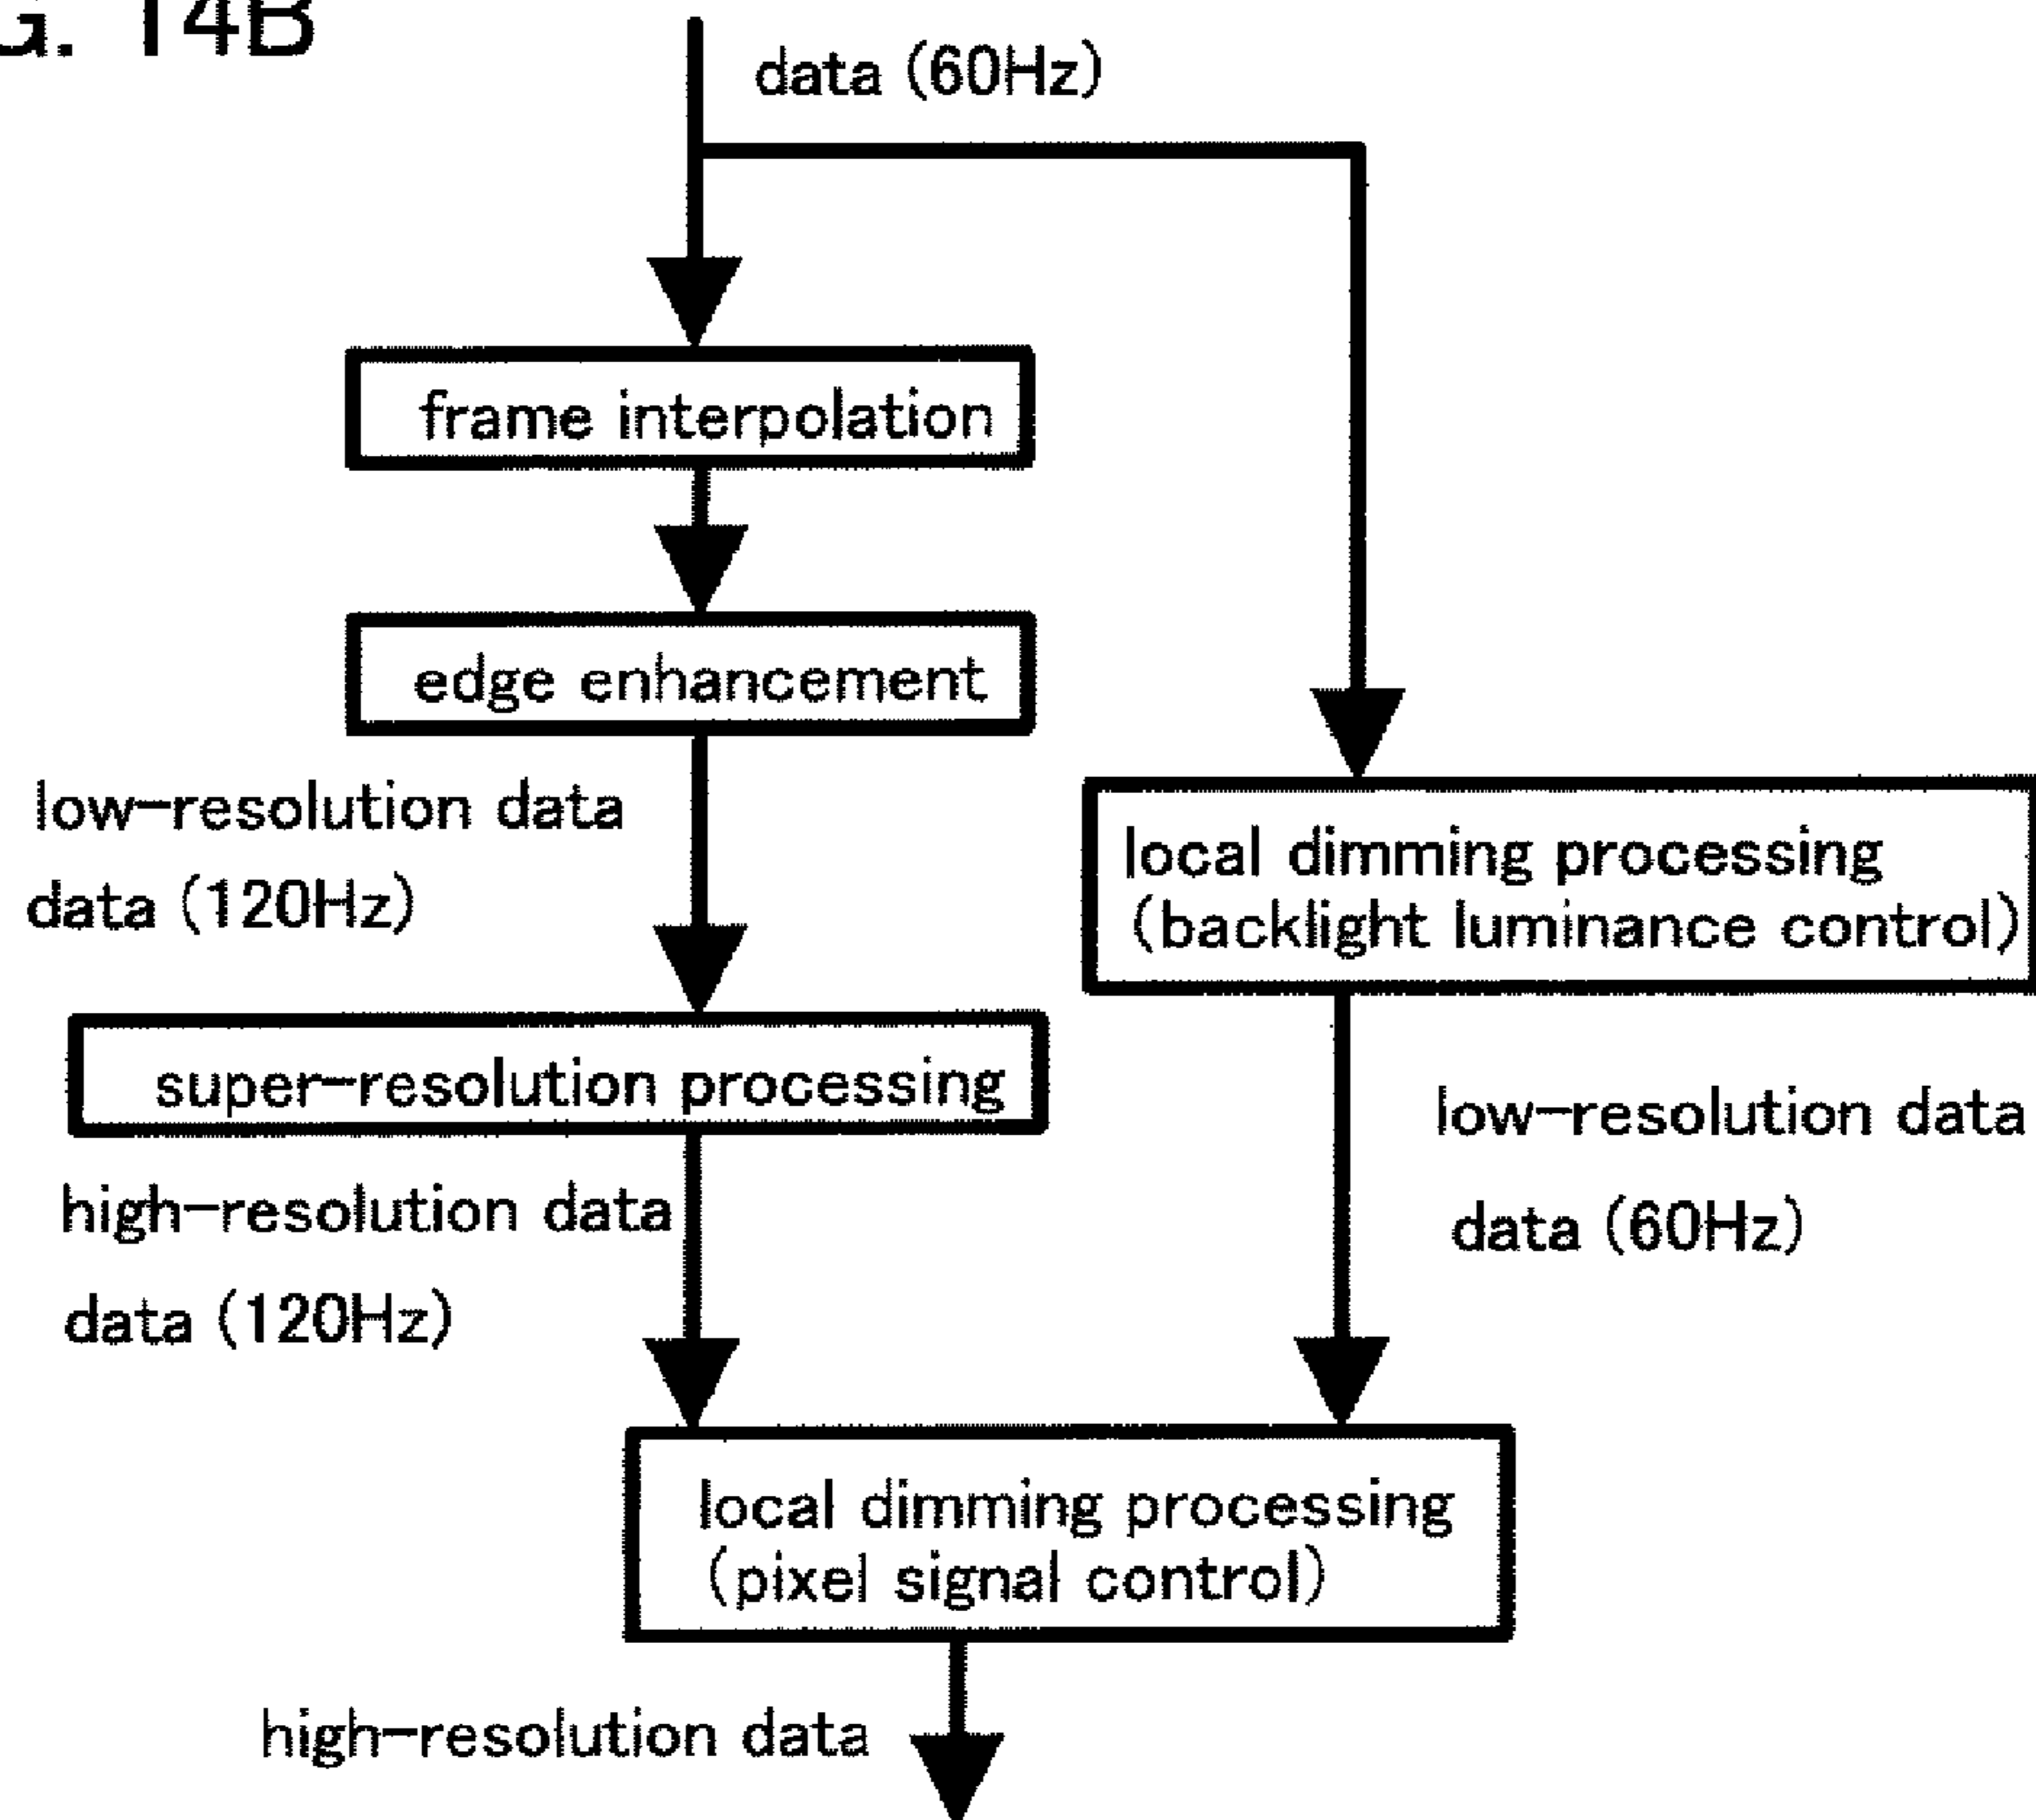 G. 14B
data (60Hz)
frame interpolation
edge enhancement
low-resolution data
data (120Hz)
local dimming processing
(backlight luminance control)
super-resolution processing
low-resolution data
data (60Hz)
high-resolution data
data (120Hz)
local dimming processing
(pixel signal control)
high-resolution data